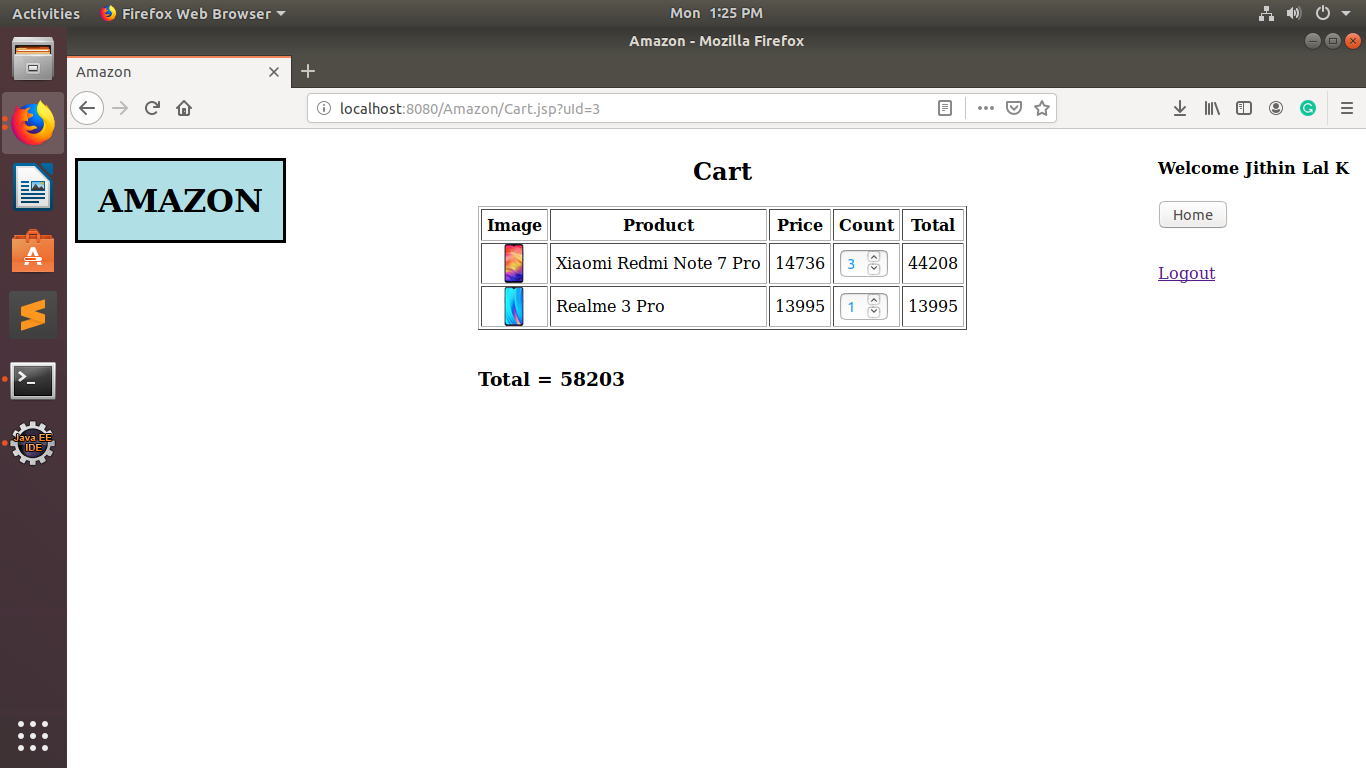 Activities Firefox Web Browser Mon 1:25 PM
Amazon - Mozilla Firefox
Amazon
localhost:8080/Amazon/Cart.jsp?uId=3
AMAZON
Cart
Welcome Jithin Lal K
Home
Logout
Image Product Price Count Total
Xiaomi Redmi Note 7 Pro 14736 3 44208
Realme 3 Pro 13995 1 13995
Total = 58203
Java EE
IDE